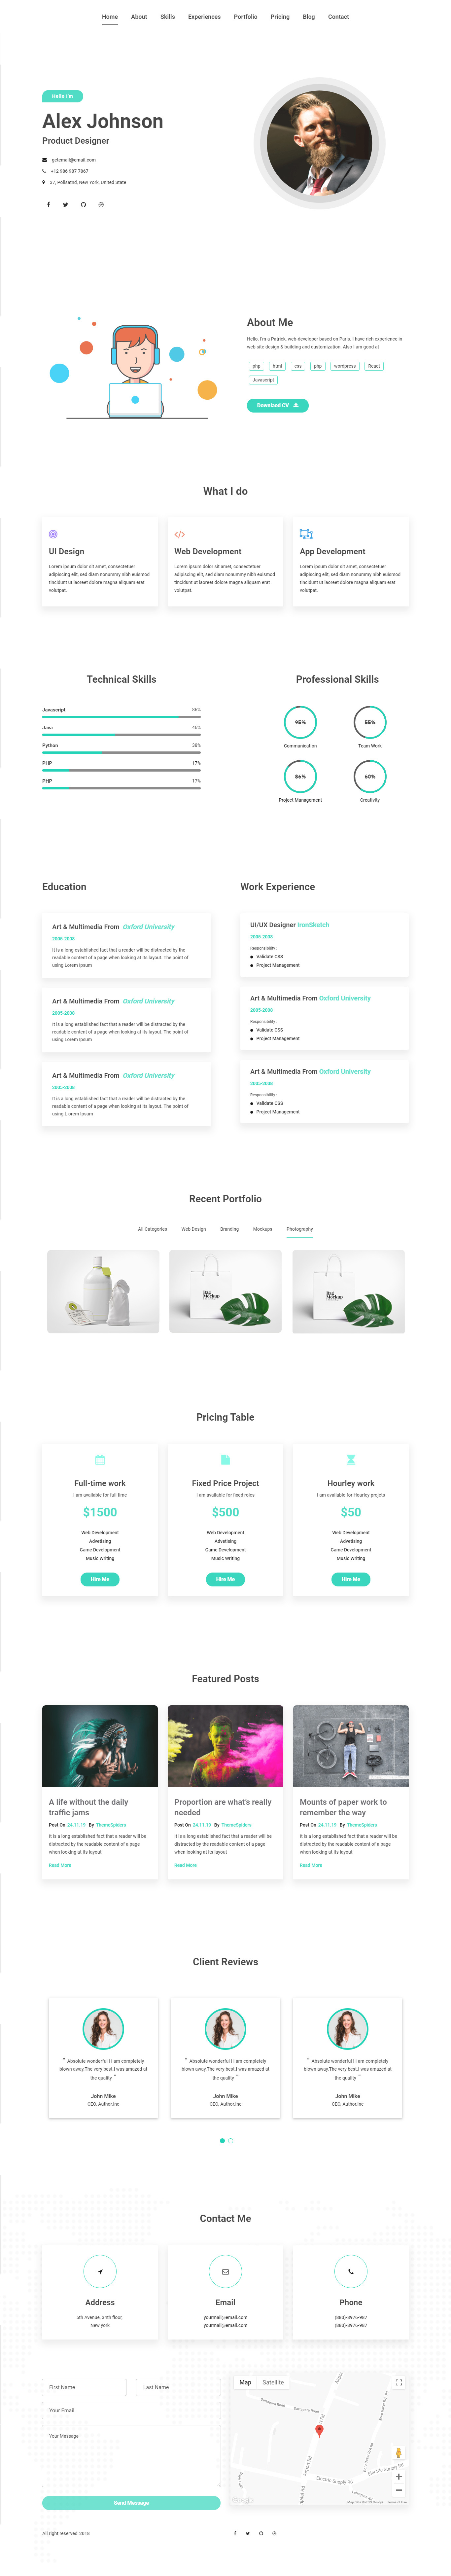 Home About Skills Experiences Portfolio Pricing Blog Contact
Hello I'm
Alex Johnson
Product Designer
getemail@email.com
+12 986 987 7867
37, Pollsatnd, New York, United State
About Me
Hello, I'm a Patrick, web-developer based on Paris. I have rich experience in
web site design & building and customization. Also I am good at
php html css php wordpress React
Javascript
Downlaod CV
What I do
UI Design
Lorem ipsum dolor sit amet, consectetuer
adipiscing elit, sed diam nonummy nibh euismod
tincidunt ut laoreet dolore magna aliquam erat
volutpat.
Web Development
Lorem ipsum dolor sit amet, consectetuer
adipiscing elit, sed diam nonummy nibh euismod
tincidunt ut laoreet dolore magna aliquam erat
volutpat.
App Development
Lorem ipsum dolor sit amet, consectetuer
adipiscing elit, sed diam nonummy nibh euismod
tincidunt ut laoreet dolore magna aliquam erat
volutpat.
Technical Skills
Javascript 86%
Java 46%
Python 38%
PHP 17%
PHP 17%
Professional Skills
95%
Communication
55%
Team Work
86%
Project Management
60%
Creativity
Education
Art & Multimedia From Oxford University
2005-2008
It is a long established fact that a reader will be distracted by the
readable content of a page when looking at its layout. The point of
using Lorem Ipsum
Art & Multimedia From Oxford University
2005-2008
It is a long established fact that a reader will be distracted by the
readable content of a page when looking at its layout. The point of
using Lorem Ipsum
Art & Multimedia From Oxford University
2005-2008
It is a long established fact that a reader will be distracted by the
readable content of a page when looking at its layout. The point of
using L orem Ipsum
Work Experience
UI/UX Designer IronSketch
2005-2008
Responsibility :
Validate CSS
Project Management
Art & Multimedia From Oxford University
2005-2008
Responsibility :
Validate CSS
Project Management
Art & Multimedia From Oxford University
2005-2008
Responsibility :
Validate CSS
Project Management
Recent Portfolio
All Categories Web Design Branding Mockups Photography
Bag
Mockup
Bag
Mockup
Pricing Table
Full-time work
I am available for full time
$1500
Web Development
Advetising
Game Development
Music Writing
Hire Me
Fixed Price Project
I am available for fixed roles
$500
Web Development
Advetising
Game Development
Music Writing
Hire Me
Hourley work
I am available for Hourley projets
$50
Web Development
Advetising
Game Development
Music Writing
Hire Me
Featured Posts
A life without the daily
traffic jams
Post On 24.11.19 By ThemeSpiders
It is a long established fact that a reader will be
distracted by the readable content of a page
when looking at its layout
Read More
Proportion are what's really
needed
Post On 24.11.19 By ThemeSpiders
It is a long established fact that a reader will be
distracted by the readable content of a page
when looking at its layout
Read More
Mounts of paper work to
remember the way
Post On 24.11.19 By ThemeSpiders
It is a long established fact that a reader will be
distracted by the readable content of a page
when looking at its layout
Read More
Client Reviews
" Absolute wonderful ! I am completely
blown away.The very best.I was amazed at
the quality "
John Mike
CEO, Author.Inc
" Absolute wonderful ! I am completely
blown away.The very best.I was amazed at
the quality "
John Mike
CEO, Author.Inc
" Absolute wonderful ! I am completely
blown away.The very best.I was amazed at
the quality "
John Mike
CEO, Author.Inc
Contact Me
Address
5th Avenue, 34th floor,
New york
Email
yourmail@email.com
yourmail@email.com
Phone
(880)-8976-987
(880)-8976-987
First Name Last Name
Your Email
Your Message
Send Message
Map Satellite
Airport Rd
Electric Supply Rd
Electric Supply Rd
Google
Map data ©2019 Google Terms of Use
All right reserved 2018